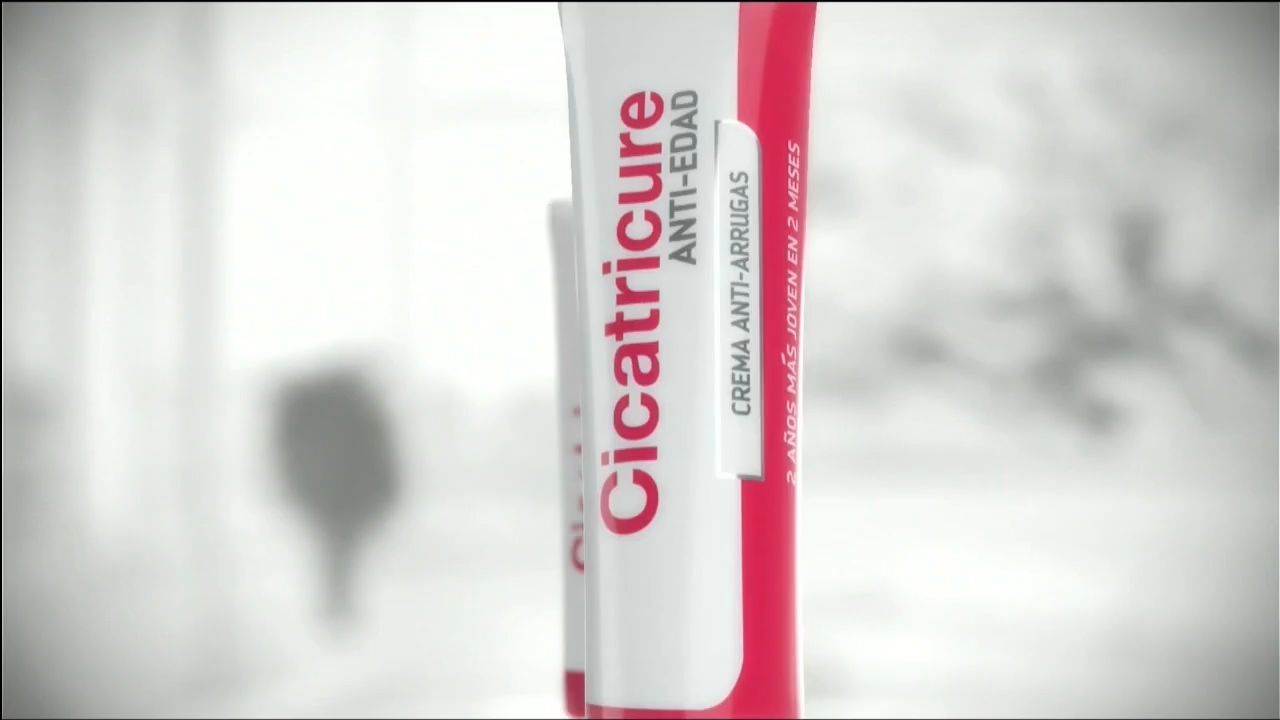 Cicatricure
ANTI-EDAD
CREMA ANTI-ARRUGAS
2 AÑOS MÁS JOVEN EN 2 MESES